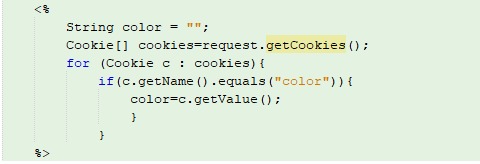 <%
String color = "";
Cookie[] cookies=request.getCookies();
for (Cookie c : cookies){
if(c.getName().equals("color")){
color=c.getValue();
}
}
%>